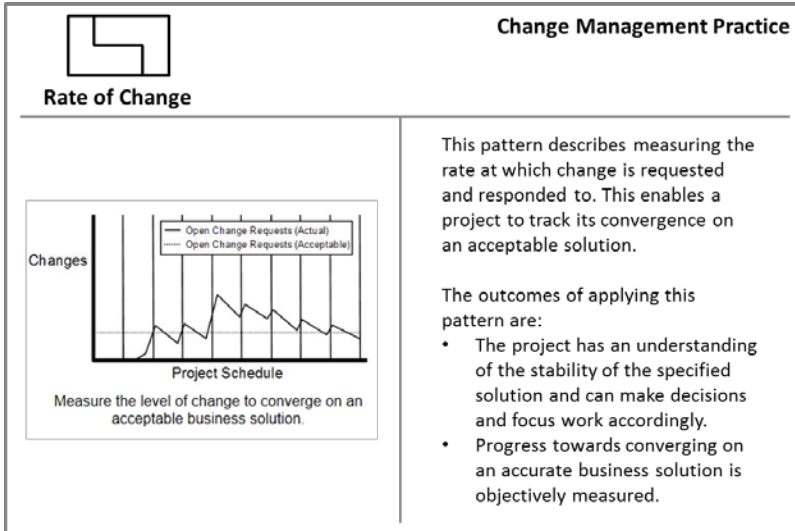 Change Management Practice
Rate of Change
Open Change Requests (Actual)
Open Change Requests (Acceptable)
Changes
Project Schedule
Measure the level of change to converge on an
acceptable business solution.
This pattern describes measuring the
rate at which change is requested
and responded to. This enables a
project to track its convergence on
an acceptable solution.
The outcomes of applying this
pattern are:
• The project has an understanding
of the stability of the specified
solution and can make decisions
and focus work accordingly.
• Progress towards converging on
an accurate business solution is
objectively measured.